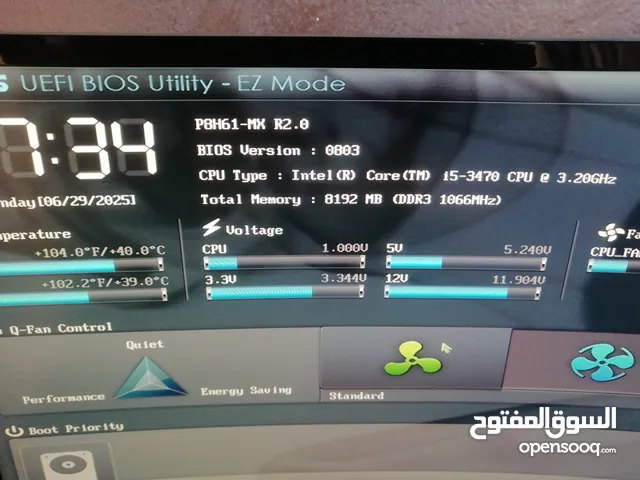 UEFI BIOS Utility - EZ Mode
7:34
P8H61-MX R2.0
BIOS Version : 0803
CPU Type : Intel(R) Core(TM) i5-3470 CPU @ 3.20GHz
Total Memory : 8192 MB (DDR3 1066MHz)
nday[06/29/2025]
perature
+104.0°F/+40.0°C
+102.2°F/+39.0°C
Voltage
CPU 1.000V 5V 5.240V
3.3V 3.344V 12V 11.904V
Fa
CPU_FA
Q-Fan Control
Quiet
Performance
Energy Saving
Standard
Boot Priority
السوق المفتوح
opensooq.com